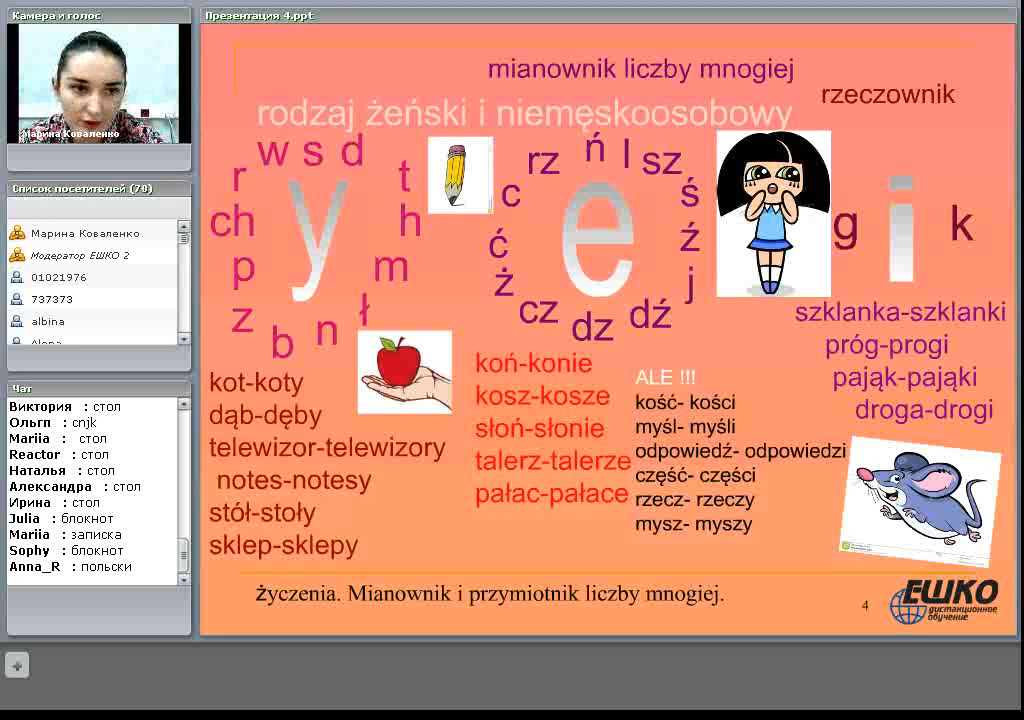 Камера и голос
Марина Коваленко
Список посетителей (70)
Марина Коваленко
Модератор ЕШКО 2
01021976
737373
albina
Alona
Чат
Виктория : стол
Ольгп : cnjk
Mariia : стол
Reactor : стол
Наталья : стол
Александра : стол
Ирина : стол
Julia : блокнот
Mariia : записка
Sophy : блокнот
Anna_R : польски
Презентация 4.ppt
mianownik liczby mnogiej
rzeczownik
rodzaj żeński i niemęskoosobowy
w s d
r t
ch y h
p m
z ł
b n
rz ń l sz
c ś
ć e ź
ż j
cz dz dź
g i k
kot-koty
dąb-dęby
telewizor-telewizory
notes-notesy
stół-stoły
sklep-sklepy
koń-konie
kosz-kosze
słoń-słonie
talerz-talerze
pałac-pałace
ALE !!!
kość- kości
myśl- myśli
odpowiedź- odpowiedzi
część- części
rzecz- rzeczy
mysz- myszy
szklanka-szklanki
próg-progi
pająk-pająki
droga-drogi
życzenia. Mianownik i przymiotnik liczby mnogiej.
4
ЕШКО
дистанционное
обучение